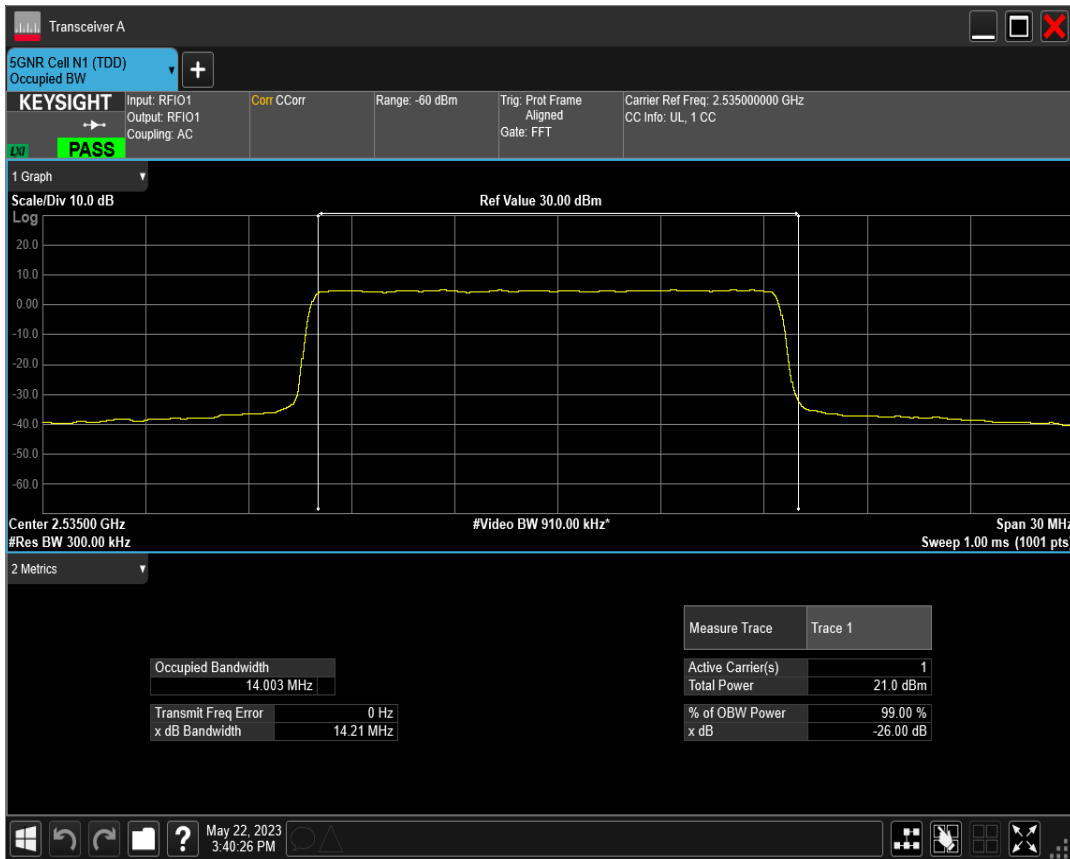 Transceiver A
5GNR Cell N1 (TDD)
Occupied BW
+
KEYSIGHT
LXI
PASS
Input: RFIO1
Output: RFIO1
Coupling: AC
Corr CCorr
Range: -60 dBm
Trig: Prot Frame
Aligned
Gate: FFT
Carrier Ref Freq: 2.535000000 GHz
CC Info: UL, 1 CC
1 Graph
Scale/Div 10.0 dB
Ref Value 30.00 dBm
Log
20.0
10.0
0.00
-10.0
-20.0
-30.0
-40.0
-50.0
-60.0
Center 2.53500 GHz
#Video BW 910.00 kHz*
Span 30 MHz
#Res BW 300.00 kHz
Sweep 1.00 ms (1001 pts)
2 Metrics
Measure Trace Trace 1
Occupied Bandwidth
14.003 MHz
Active Carrier(s) 1
Total Power 21.0 dBm
Transmit Freq Error 0 Hz
x dB Bandwidth 14.21 MHz
% of OBW Power 99.00 %
x dB -26.00 dB
?
May 22, 2023
3:40:26 PM